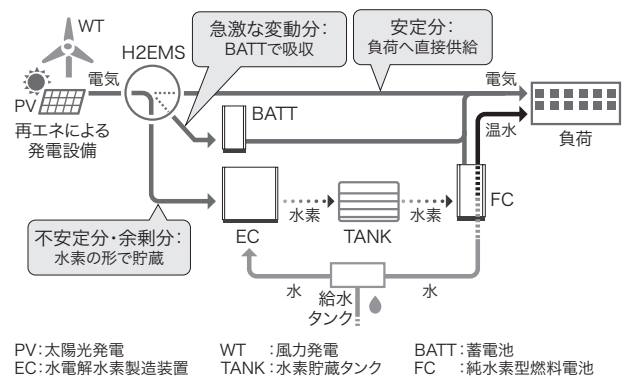 WT
H2EMS
急激な変動分：
BATTで吸収
安定分：
負荷へ直接供給
電気
電気
PV
再エネによる
発電設備
BATT
温水
負荷
不安定分・余剰分：
水素の形で貯蔵
水素
水素
EC
TANK
FC
水
給水
タンク
水
PV：太陽光発電
WT ：風力発電
BATT：蓄電池
EC：水電解水素製造装置
TANK：水素貯蔵タンク
FC ：純水素型燃料電池